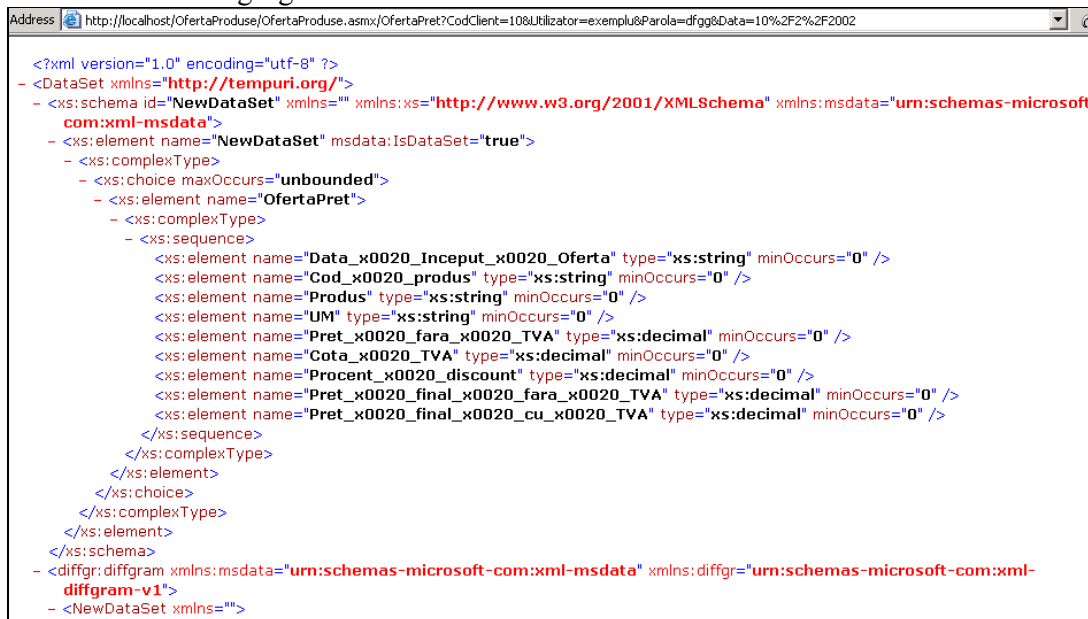 Address http://localhost/OfertaProduse/OfertaProduse.asmx/OfertaPret?CodClient=10&Utilizator=exemplu&Parola=dfgg&Data=10%2F2%2F2002
<?xml version="1.0" encoding="utf-8" ?>
- <DataSet xmlns="http://tempuri.org/">
- <xs:schema id="NewDataSet" xmlns="" xmlns:xs="http://www.w3.org/2001/XMLSchema" xmlns:msdata="urn:schemas-microsoft
com:xml-msdata">
- <xs:element name="NewDataSet" msdata:IsDataSet="true">
- <xs:complexType>
- <xs:choice maxOccurs="unbounded">
- <xs:element name="OfertaPret">
- <xs:complexType>
- <xs:sequence>
<xs:element name="Data_x0020_Inceput_x0020_Oferta" type="xs:string" minOccurs="0" />
<xs:element name="Cod_x0020_produs" type="xs:string" minOccurs="0" />
<xs:element name="Produs" type="xs:string" minOccurs="0" />
<xs:element name="UM" type="xs:string" minOccurs="0" />
<xs:element name="Pret_x0020_fara_x0020_TVA" type="xs:decimal" minOccurs="0" />
<xs:element name="Cota_x0020_TVA" type="xs:decimal" minOccurs="0" />
<xs:element name="Procent_x0020_discount" type="xs:decimal" minOccurs="0" />
<xs:element name="Pret_x0020_final_x0020_fara_x0020_TVA" type="xs:decimal" minOccurs="0" />
<xs:element name="Pret_x0020_final_x0020_cu_x0020_TVA" type="xs:decimal" minOccurs="0" />
</xs:sequence>
</xs:complexType>
</xs:element>
</xs:choice>
</xs:complexType>
</xs:element>
</xs:schema>
- <diffgr:diffgram xmlns:msdata="urn:schemas-microsoft-com:xml-msdata" xmlns:diffgr="urn:schemas-microsoft-com:xml-
diffgram-v1">
- <NewDataSet xmlns="">